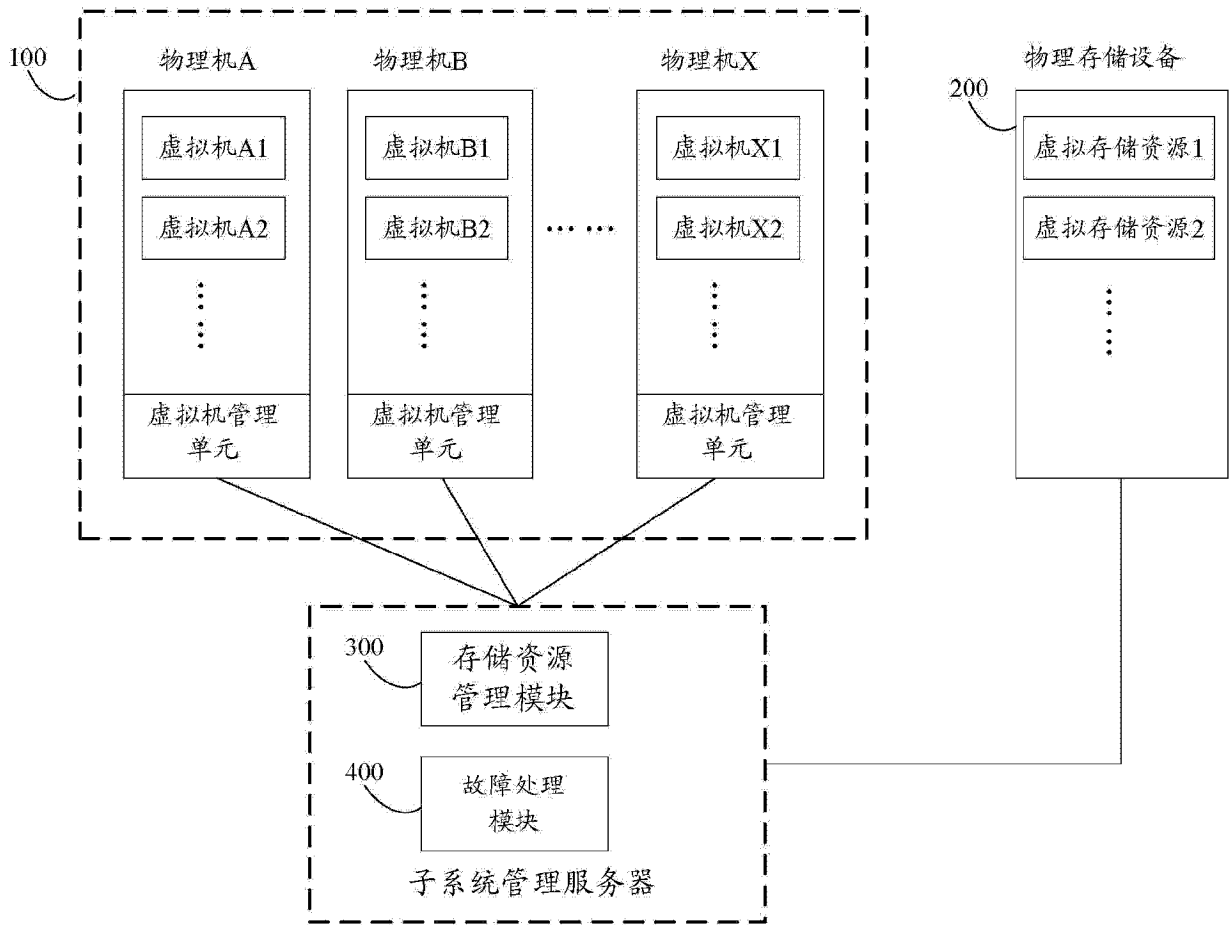 100
物理机A
物理机B
物理机X
物理存储设备
200
虚拟机A1
虚拟机B1
虚拟机X1
虚拟存储资源1
虚拟机A2
虚拟机B2
……
虚拟机X2
虚拟存储资源2
虚拟机管理
单元
虚拟机管理
单元
虚拟机管理
单元
300
存储资源
管理模块
400
故障处理
模块
子系统管理服务器